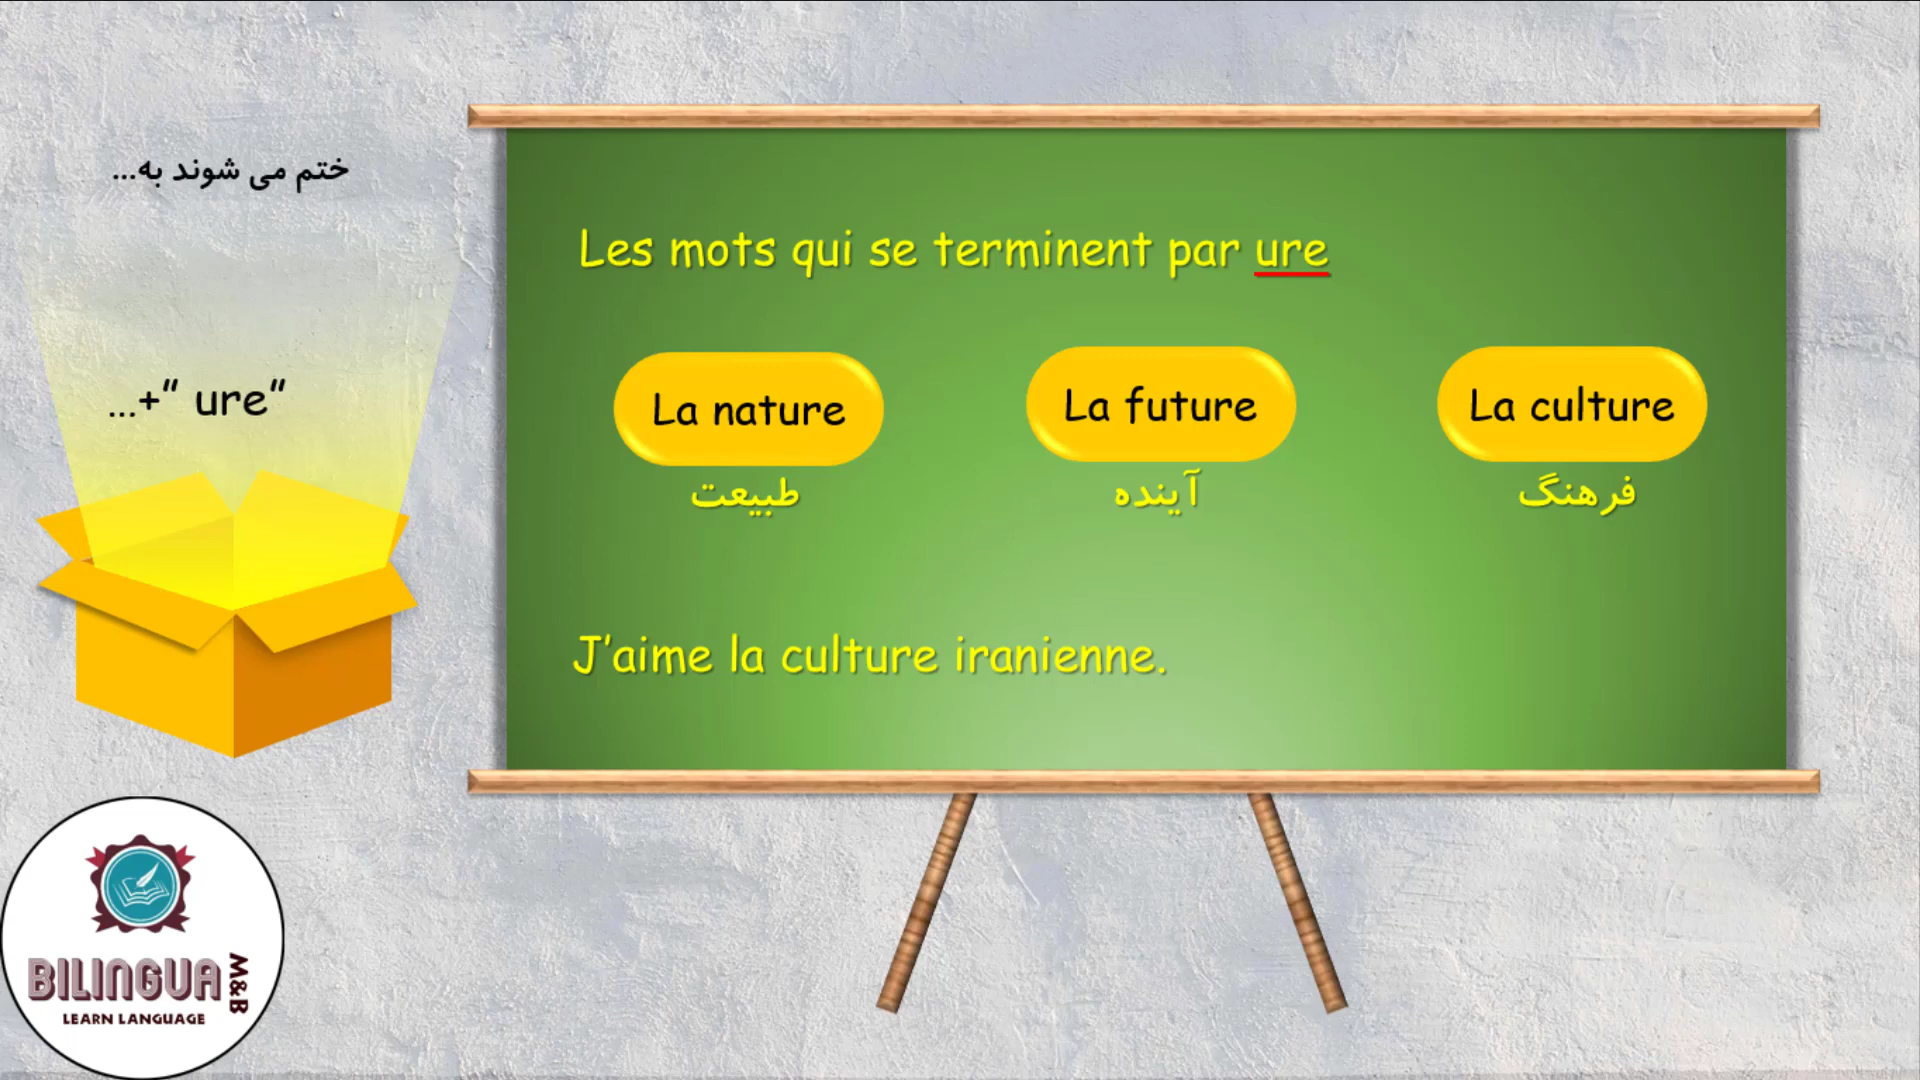 ختم می شوند به...
...+” ure”
Les mots qui se terminent par ure
La nature
La future
La culture
طبیعت
آینده
فرهنگ
J’aime la culture iranienne.
BILINGUA
M&B
LEARN LANGUAGE